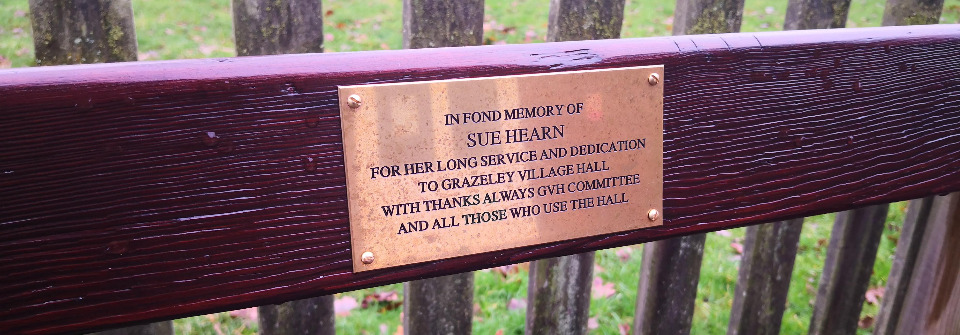 IN FOND MEMORY OF
SUE HEARN
FOR HER LONG SERVICE AND DEDICATION
TO GRAZELEY VILLAGE HALL
WITH THANKS ALWAYS GVH COMMITTEE
AND ALL THOSE WHO USE THE HALL